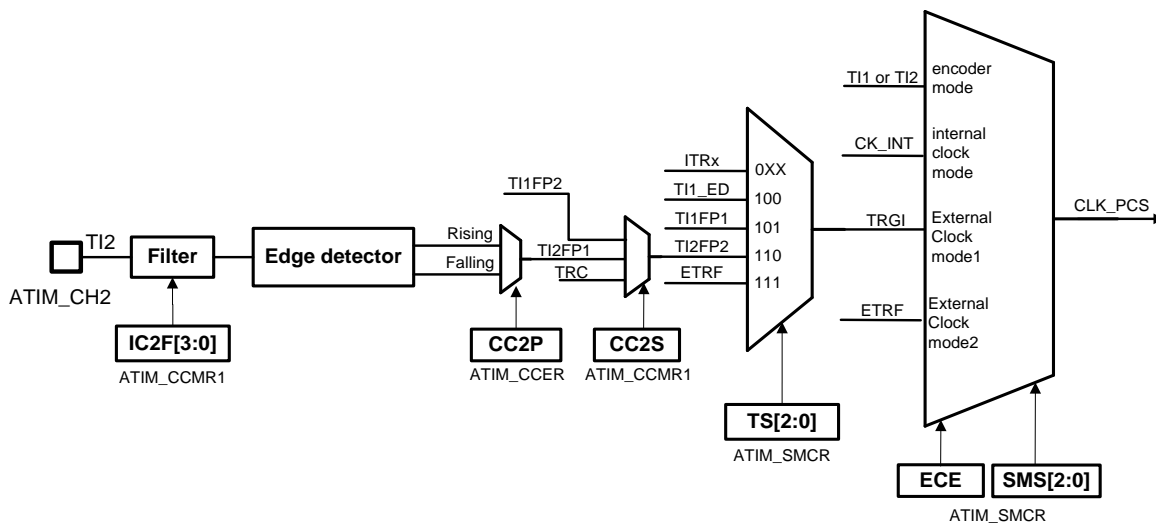 TI2
ATIM_CH2
Filter
IC2F[3:0]
ATIM_CCMR1
Edge detector
Rising
Falling
CC2P
ATIM_CCER
TI1FP2
TI2FP1
TRC
CC2S
ATIM_CCMR1
ITRx
TI1_ED
TI1FP1
TI2FP2
ETRF
0XX
100
101
110
111
TS[2:0]
ATIM_SMCR
TI1 or TI2
CK_INT
TRGI
ETRF
encoder
mode
internal
clock
mode
External
Clock
mode1
External
Clock
mode2
CLK_PCS
ECE
SMS[2:0]
ATIM_SMCR